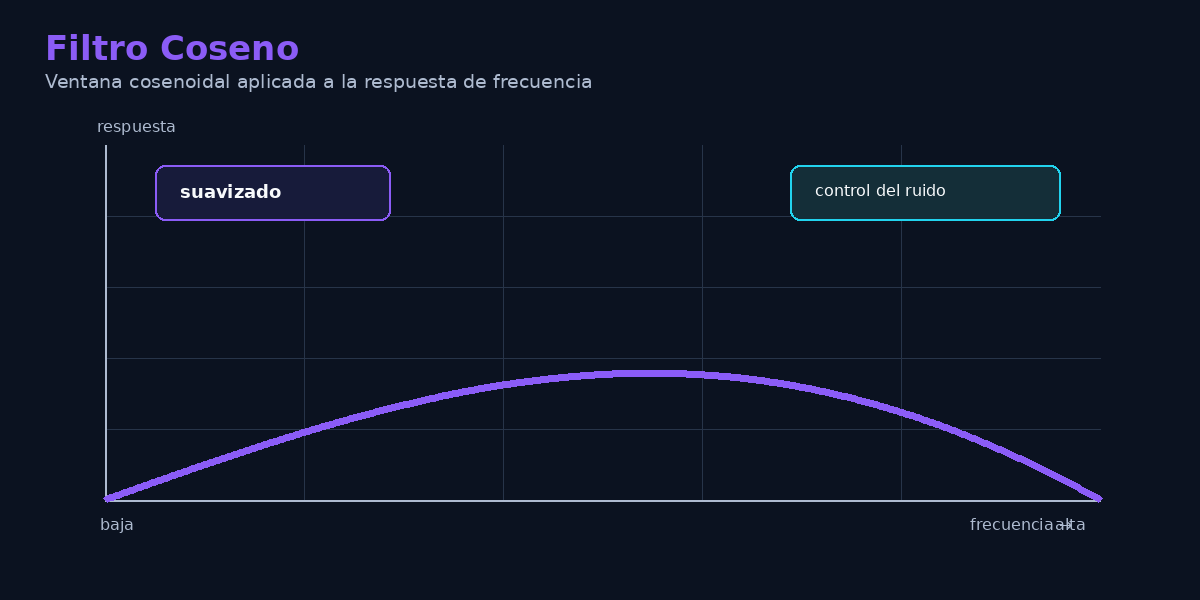 Filtro Coseno
Ventana cosenoidal aplicada a la respuesta de frecuencia
respuesta
suavizado
control del ruido
baja
frecuencia →
alta